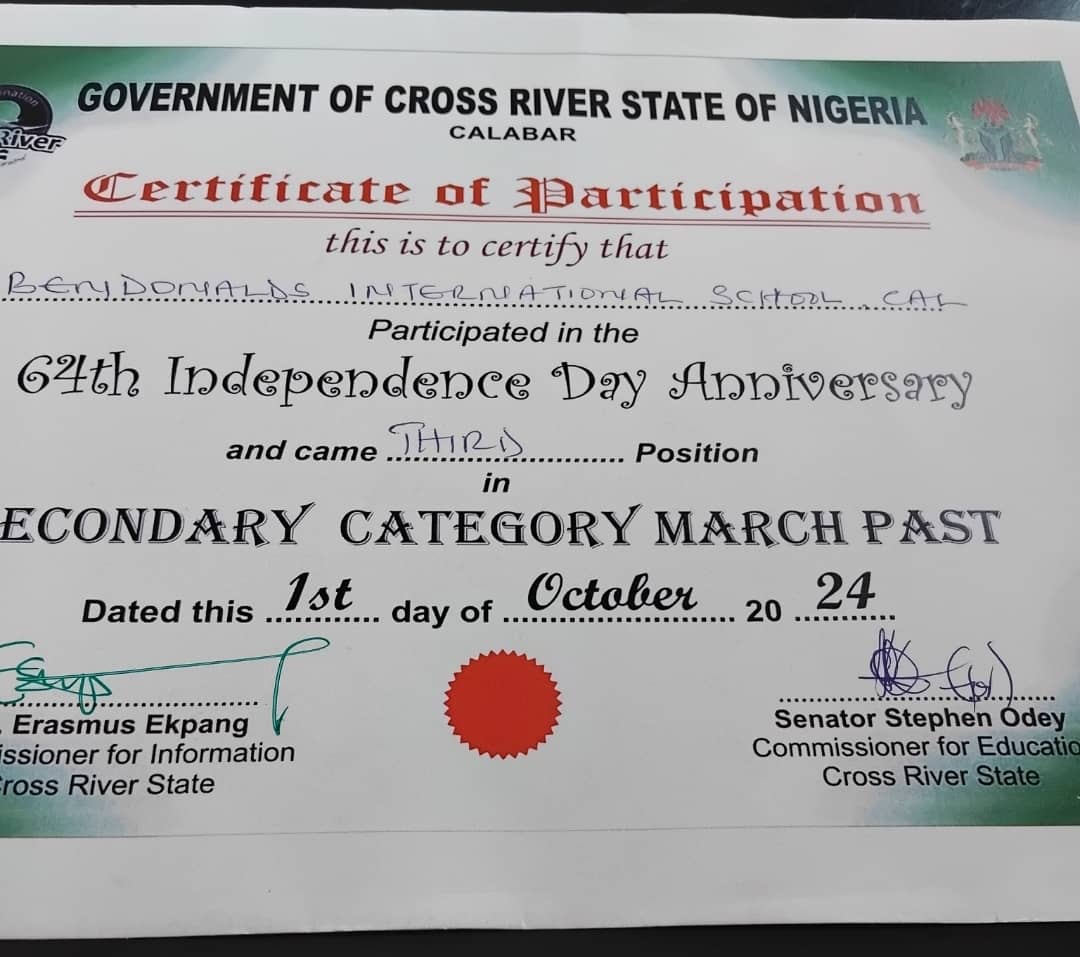 GOVERNMENT OF CROSS RIVER STATE OF NIGERIA
CALABAR
River
Certificate of Participation
this is to certify that
BENJDONALDS INTERNATIONAL SCHOOL CAL
Participated in the
64th Independence Day Anniversary
and came THIRD Position
in
ECONDARY CATEGORY MARCH PAST
Dated this 1st day of October 20 24
Erasmus Ekpang
issioner for Information
ross River State
Senator Stephen Odey
Commissioner for Educatio
Cross River State